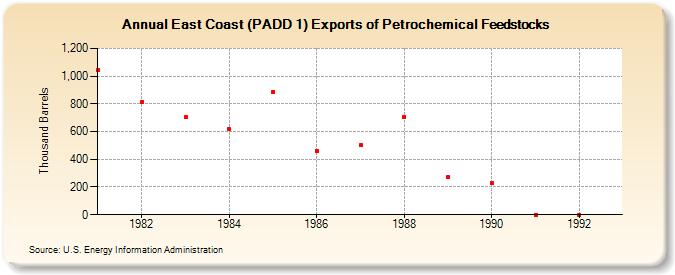 Annual East Coast (PADD 1) Exports of Petrochemical Feedstocks
Thousand Barrels
1,200
1,000
800
600
400
200
0
1982 1984 1986 1988 1990 1992
Source: U.S. Energy Information Administration